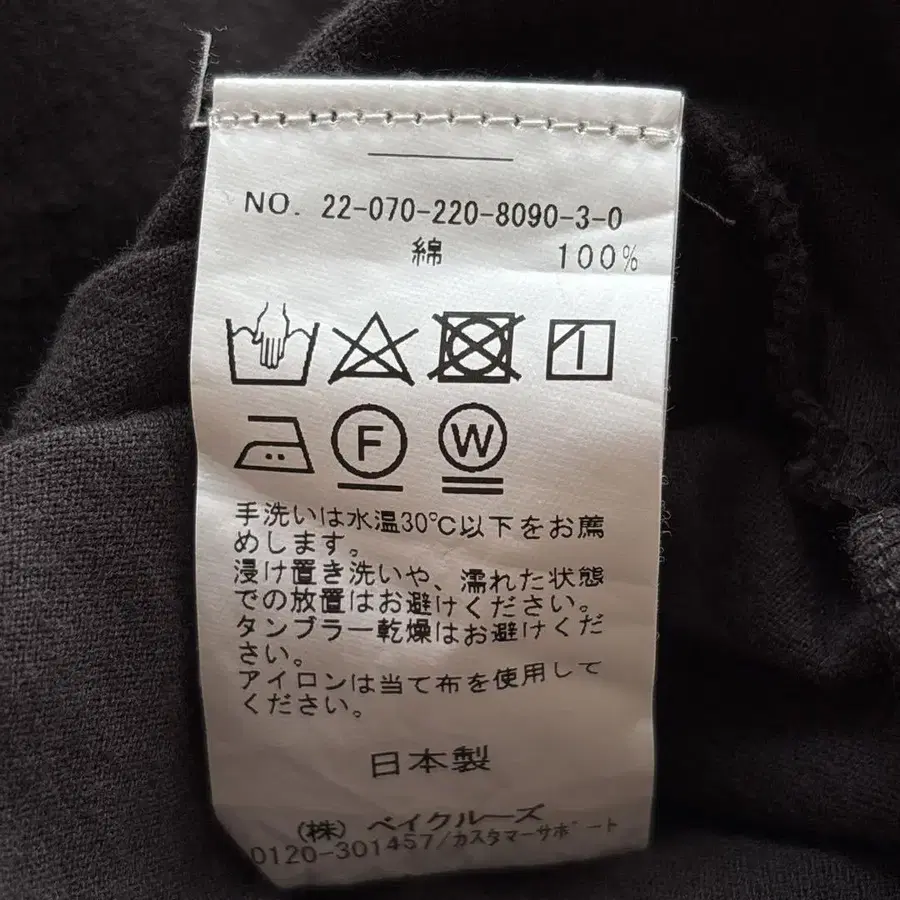 NO. 22-070-220-8090-3-0
綿 100%
F W
手洗いは水温30℃以下をお薦
めします。
浸け置き洗いや、濡れた状態
での放置はお避けください。
タンブラー乾燥はお避けくだ
さい。
アイロンは当て布を使用して
ください。
日本製
(株) ベイクルーズ
0120-301457/カスタマーサポート